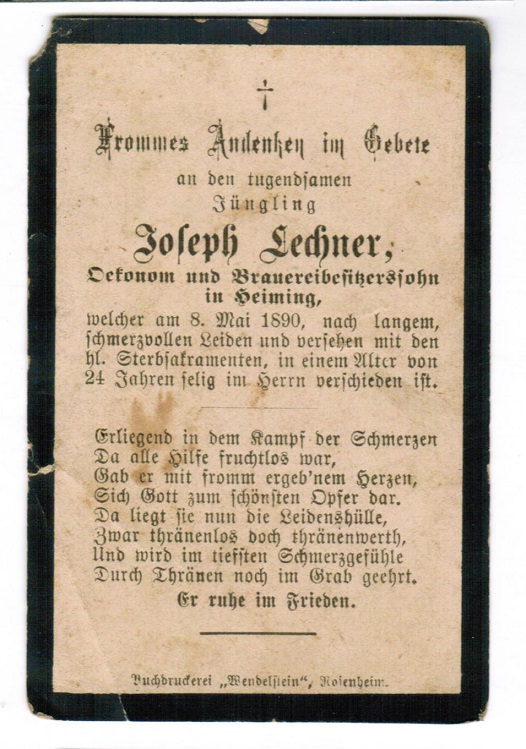 Frommes Andenken im Gebete
an den tugendsamen
Jüngling
Joseph Lechner,
Oekonom und Brauereibesitzerssohn
in Heiming,
welcher am 8. Mai 1890, nach langem,
schmerzvollen Leiden und versehen mit den
hl. Sterbsakramenten, in einem Alter von
24 Jahren selig im Herrn verschieden ist.
Erliegend in dem Kampf der Schmerzen
Da alle Hilfe fruchtlos war,
Gab er mit fromm ergeb'nem Herzen,
Sich Gott zum schönsten Opfer dar.
Da liegt sie nun die Leidenshülle,
Zwar thränenlos doch thränenwerth,
Und wird im tiefsten Schmerzgefühle
Durch Thränen noch im Grab geehrt.
Er ruhe im Frieden.
Buchdruckerei „Wendelstein", Rosenheim.